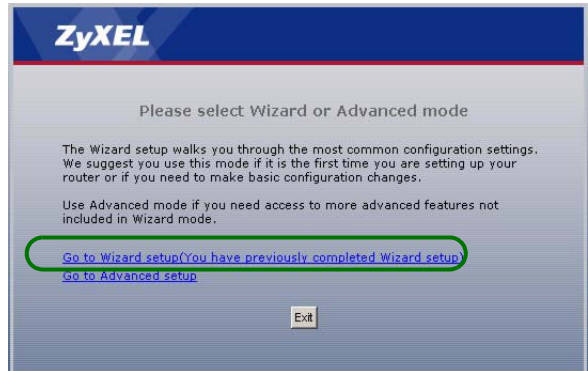 ZyXEL
Please select Wizard or Advanced mode
The Wizard setup walks you through the most common configuration settings.
We suggest you use this mode if it is the first time you are setting up your
router or if you need to make basic configuration changes.
Use Advanced mode if you need access to more advanced features not
included in Wizard mode.
Go to Wizard setup(You have previously completed Wizard setup)
Go to Advanced setup
Exit